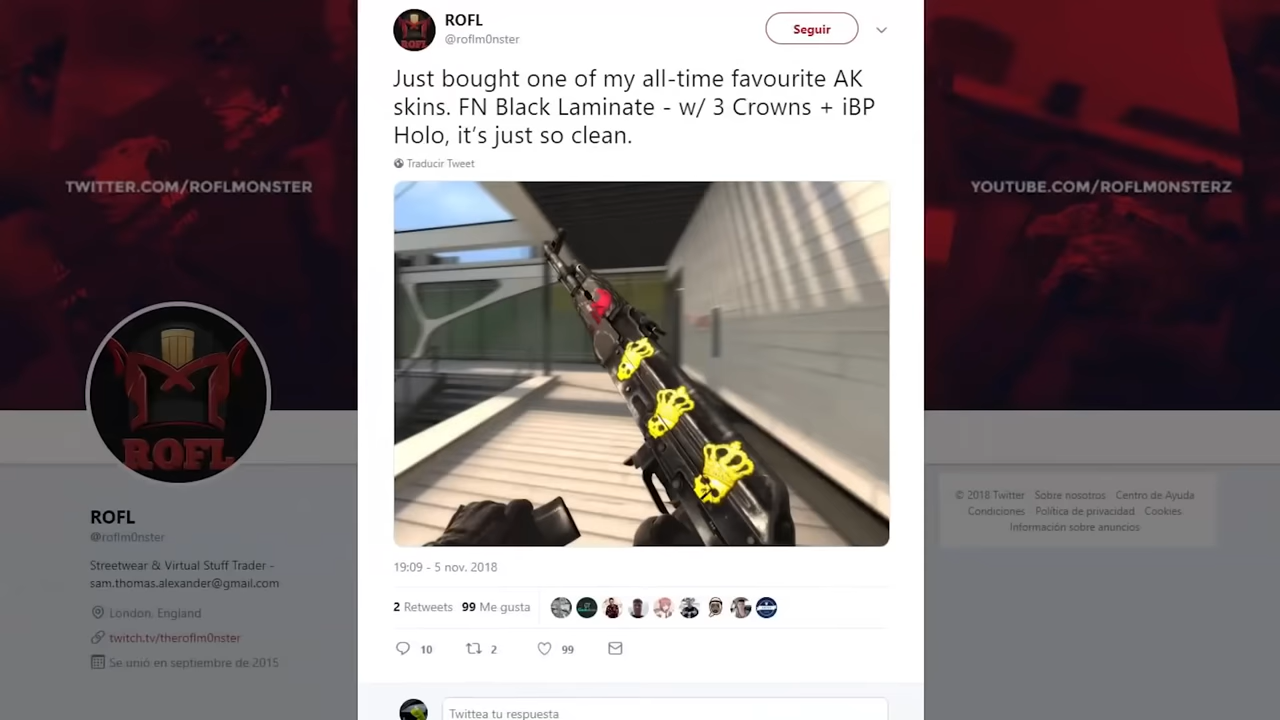 ROFL
@roflm0nster
Seguir
Just bought one of my all-time favourite AK
skins. FN Black Laminate - w/ 3 Crowns + iBP
Holo, it's just so clean.
Traducir Tweet
TWITTER.COM/ROFLMONSTER
YOUTUBE.COM/ROFLM0NSTERZ
19:09 - 5 nov. 2018
2 Retweets 99 Me gusta
10 2 99
Twittea tu respuesta
ROFL
ROFL
@roflm0nster
Streetwear & Virtual Stuff Trader -
sam.thomas.alexander@gmail.com
London, England
twitch.tv/theroflm0nster
Se unió en septiembre de 2015
© 2018 Twitter Sobre nosotros Centro de Ayuda
Condiciones Política de privacidad Cookies
Información sobre anuncios